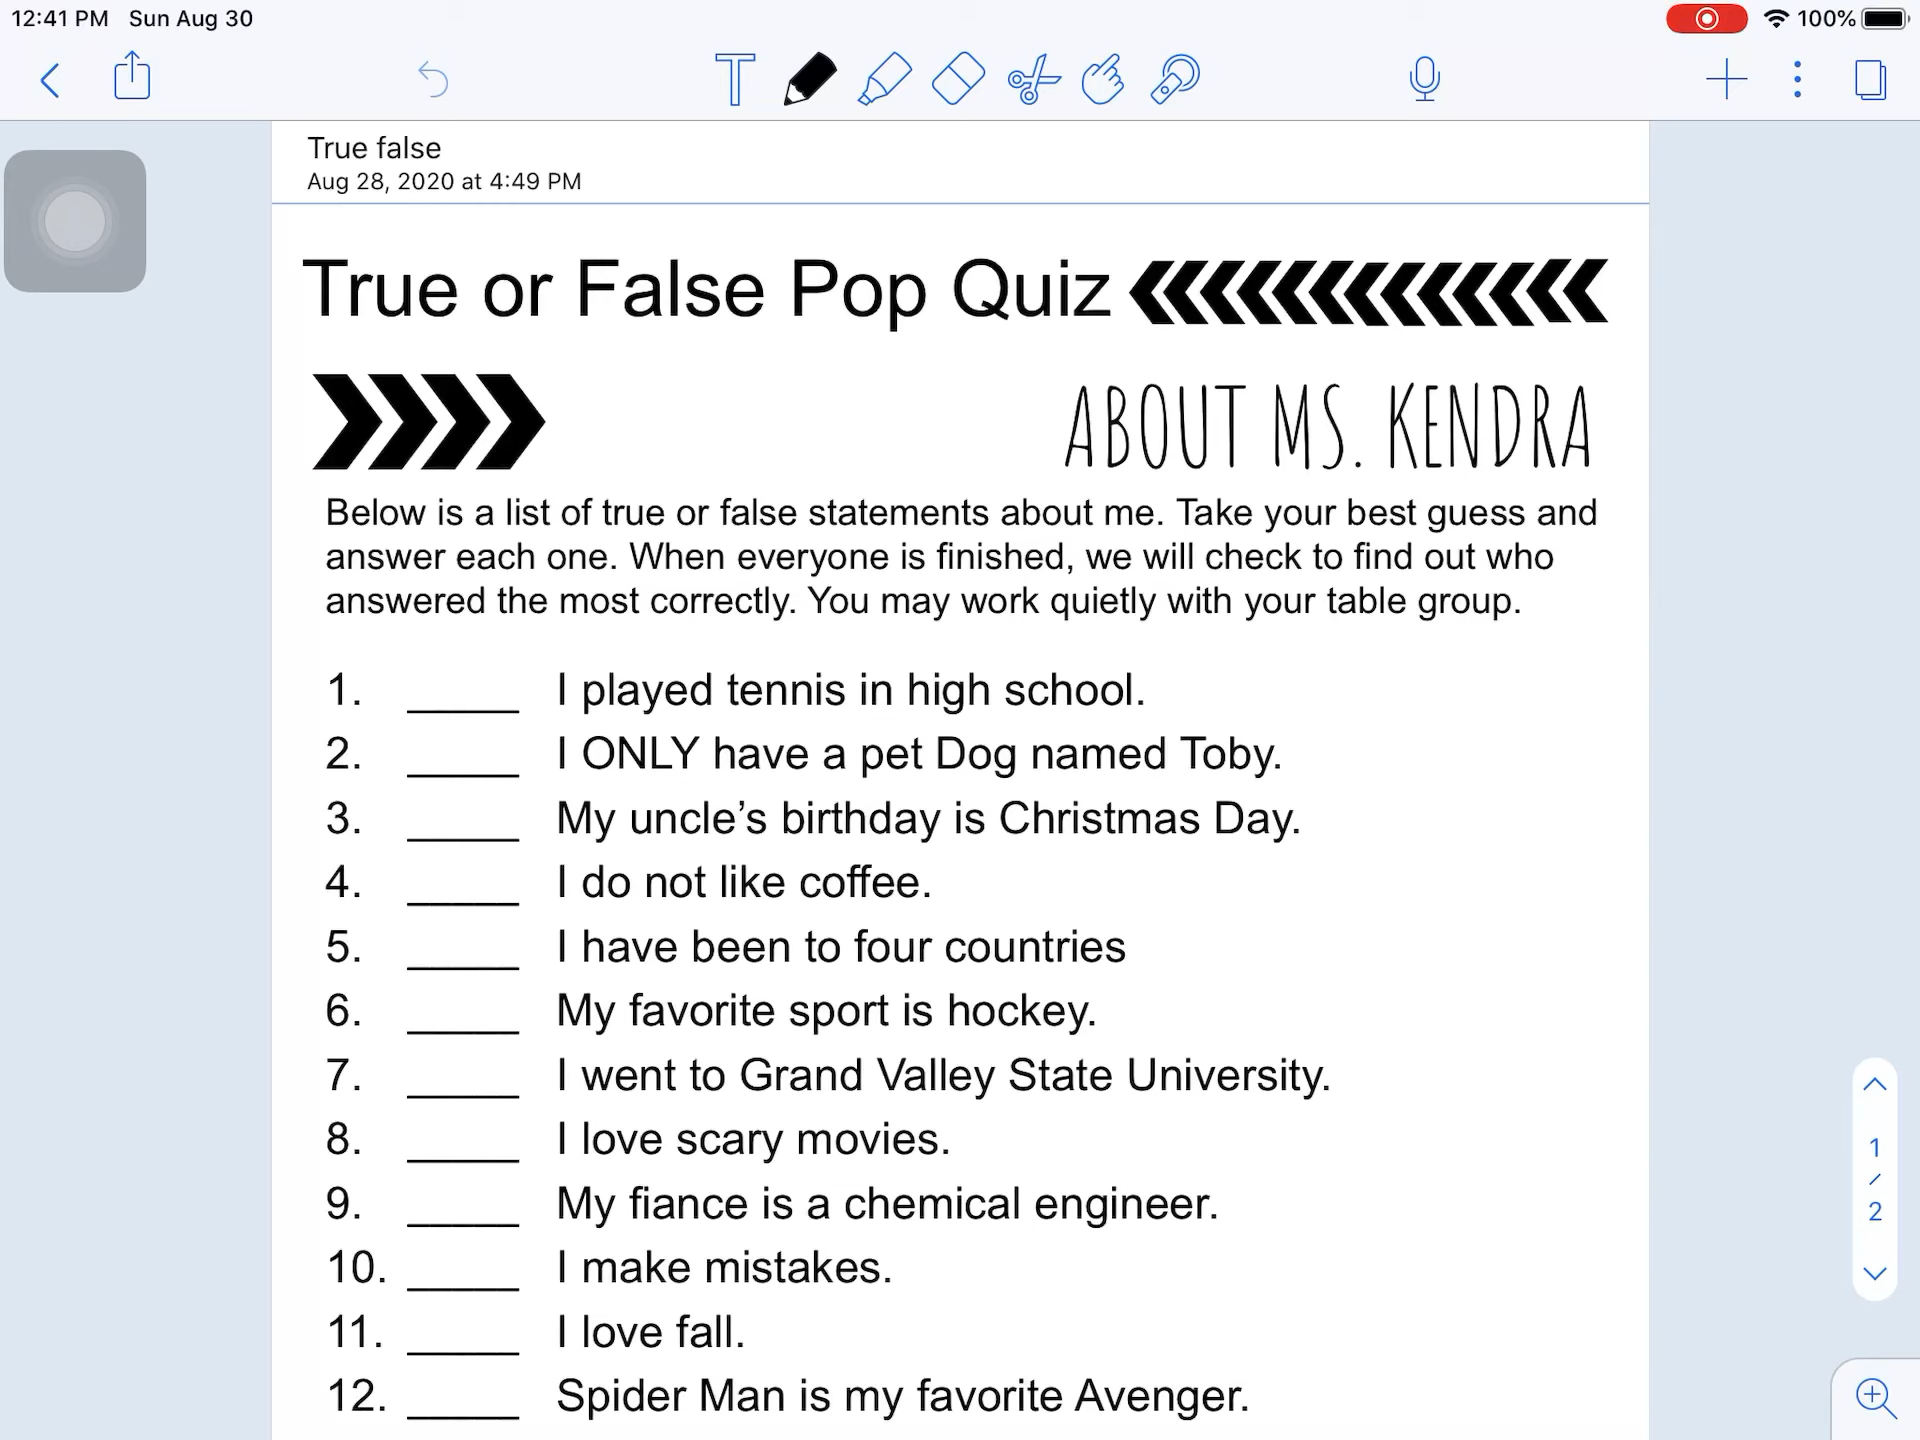 12:41 PM Sun Aug 30
100%
True false
Aug 28, 2020 at 4:49 PM
True or False Pop Quiz
ABOUT MS. KENDRA
Below is a list of true or false statements about me. Take your best guess and
answer each one. When everyone is finished, we will check to find out who
answered the most correctly. You may work quietly with your table group.
1. _____ I played tennis in high school.
2. _____ I ONLY have a pet Dog named Toby.
3. _____ My uncle’s birthday is Christmas Day.
4. _____ I do not like coffee.
5. _____ I have been to four countries
6. _____ My favorite sport is hockey.
7. _____ I went to Grand Valley State University.
8. _____ I love scary movies.
9. _____ My fiance is a chemical engineer.
10. _____ I make mistakes.
11. _____ I love fall.
12. _____ Spider Man is my favorite Avenger.
1
/
2